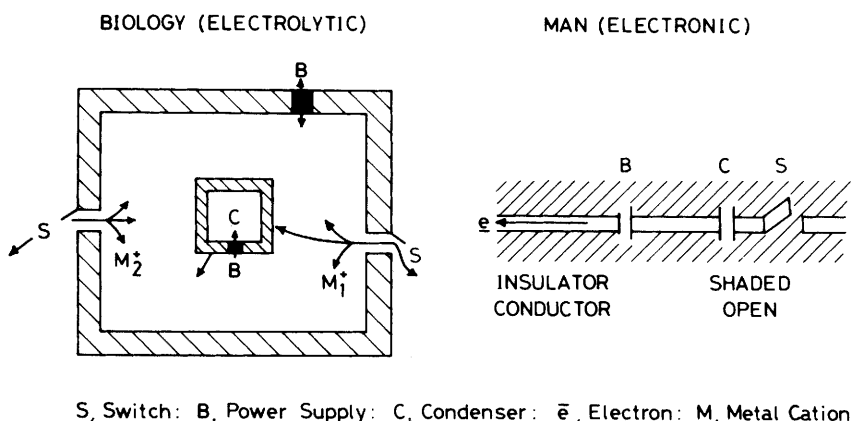 BIOLOGY (ELECTROLYTIC)
MAN (ELECTRONIC)
B
S
C
B
M₂⁺
M₁⁺
S
B C S
e̲
INSULATOR SHADED
CONDUCTOR OPEN
S, Switch: B, Power Supply: C, Condenser: ē, Electron: M, Metal Cation